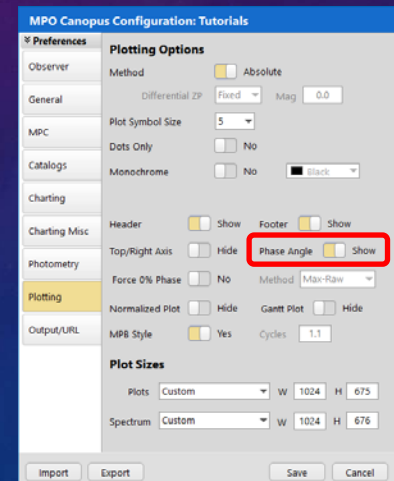 MPO Canopus Configuration: Tutorials
Preferences
Observer
General
MPC
Catalogs
Charting
Charting Misc
Photometry
Plotting
Output/URL
Plotting Options
Method Absolute
Differential ZP Fixed Mag 0.0
Plot Symbol Size 5
Dots Only No
Monochrome No Black
Header Show Footer Show
Top/Right Axis Hide Phase Angle Show
Force 0% Phase No Method Max-Raw
Normalized Plot Hide Gantt Plot Hide
MPB Style Yes Cycles 1.1
Plot Sizes
Plots Custom W 1024 H 675
Spectrum Custom W 1024 H 676
Import Export Save Cancel